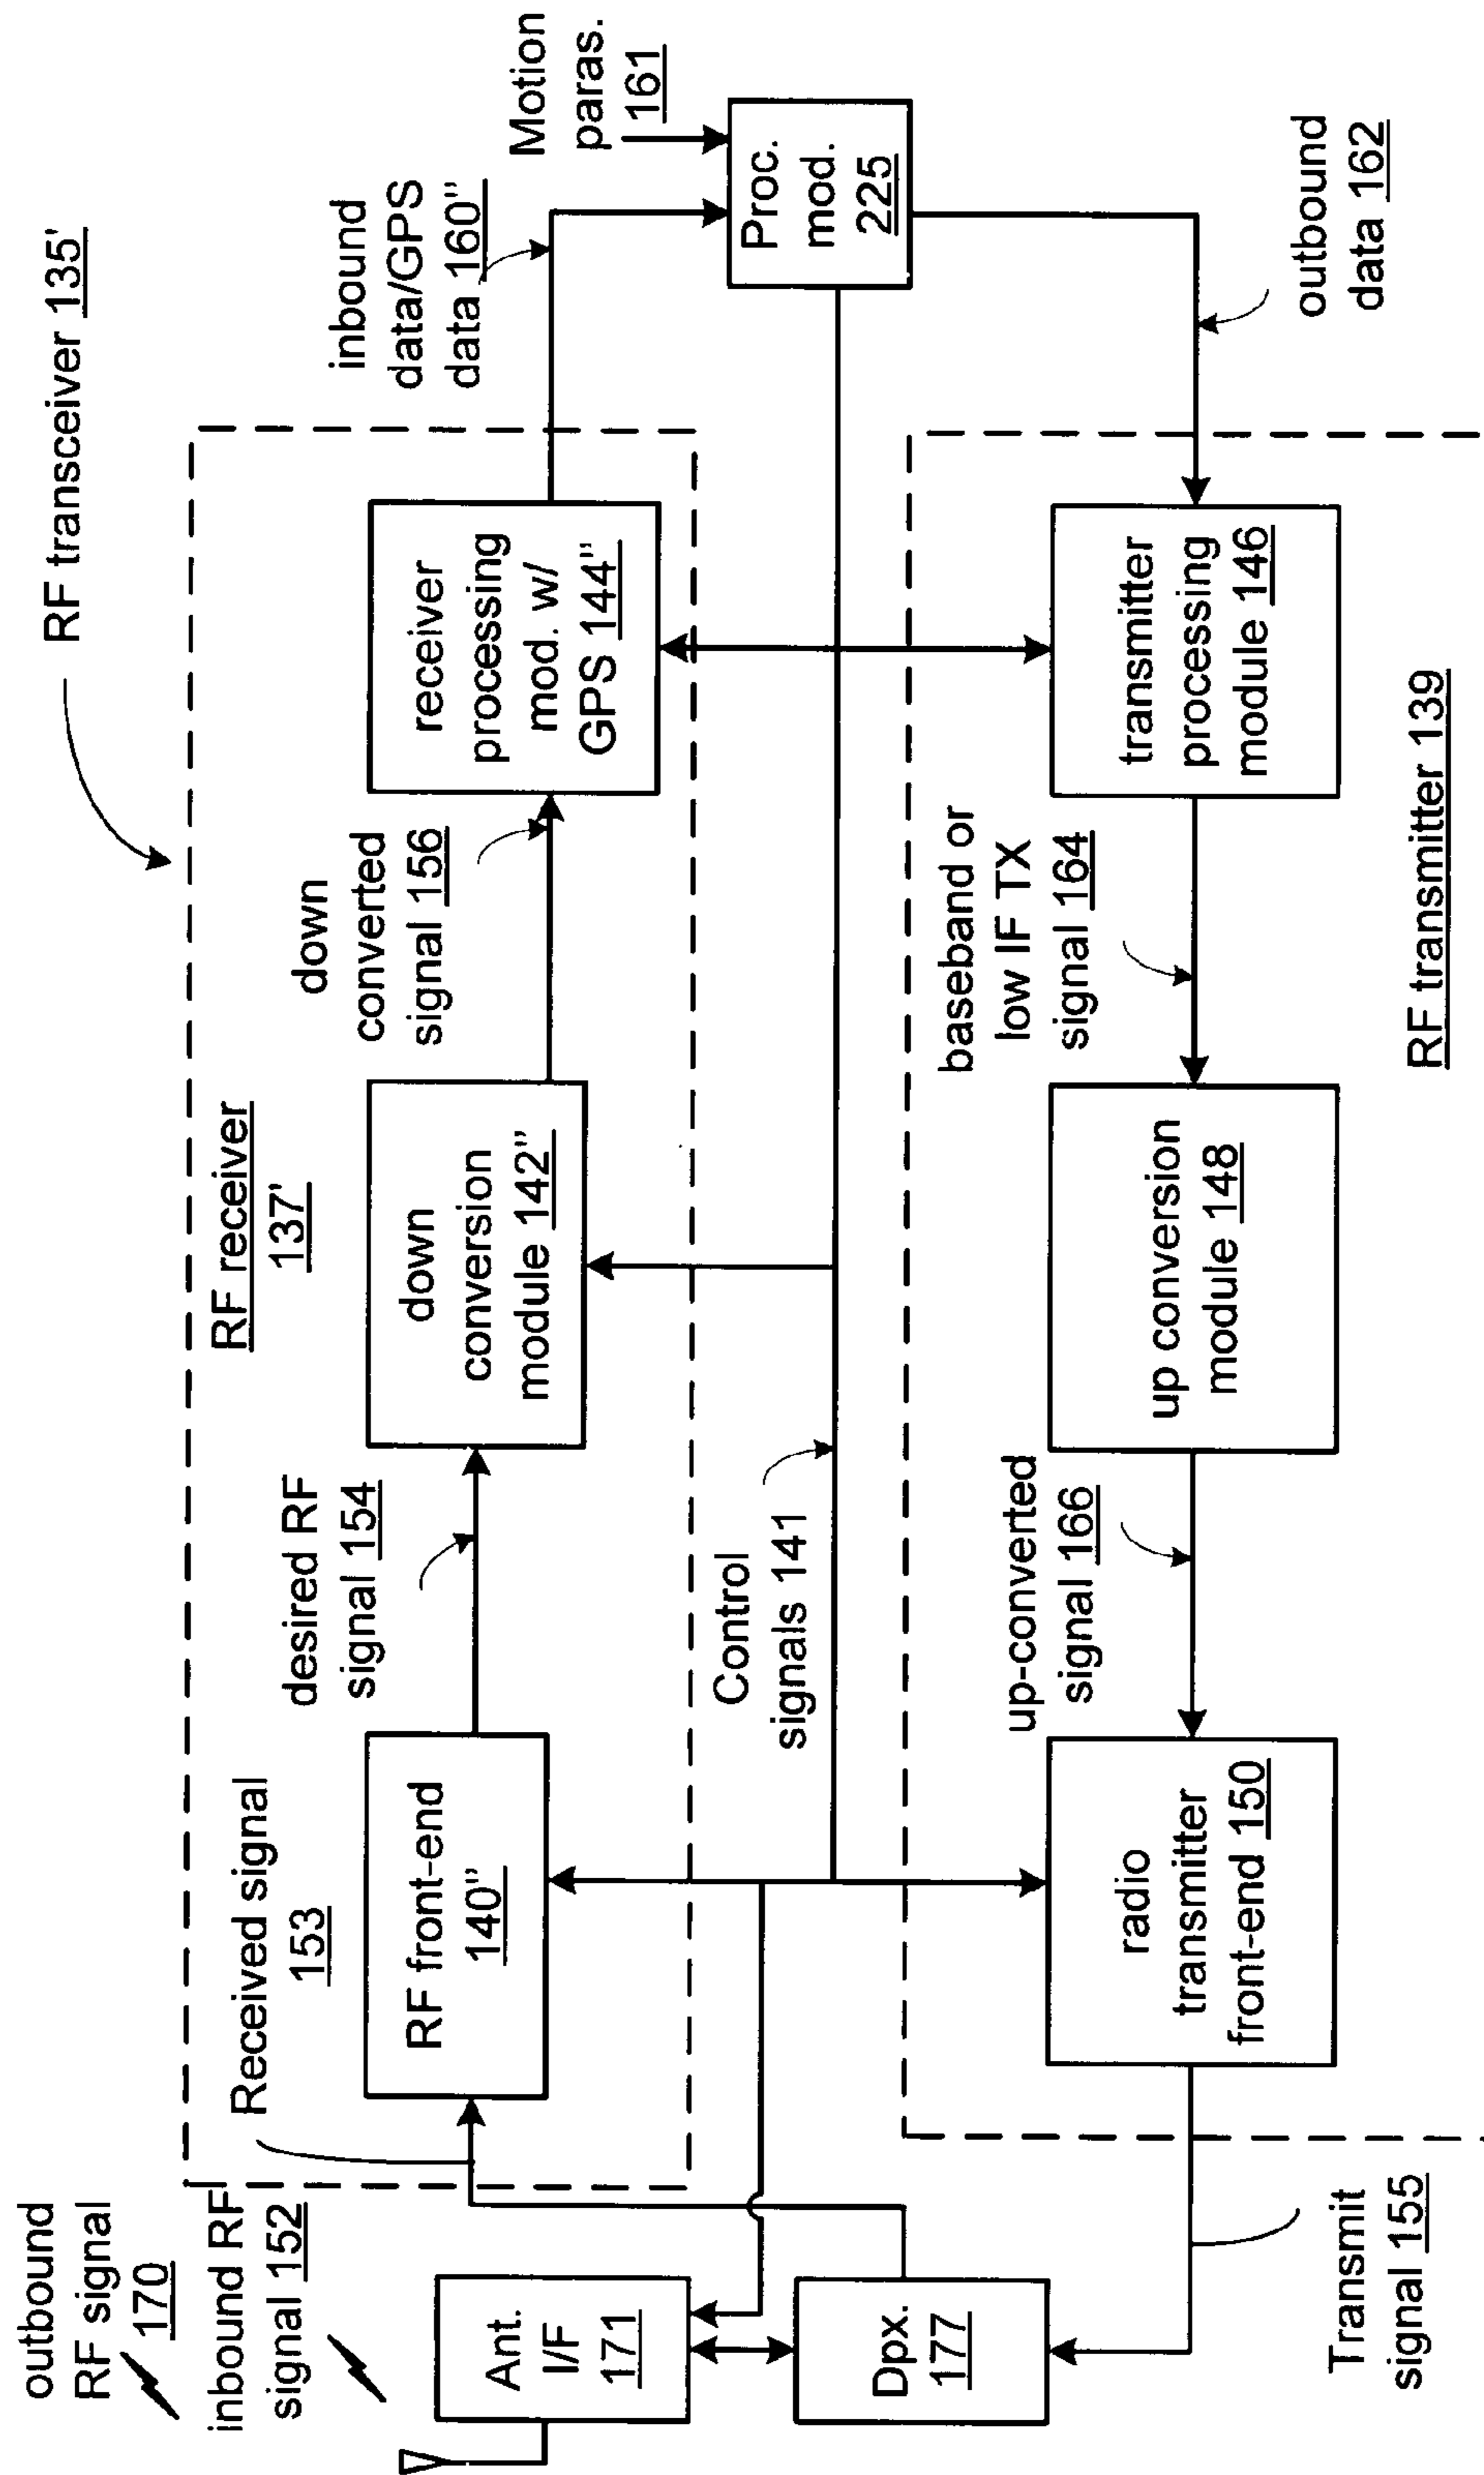 RF transceiver 135'
outbound
RF signal
170
inbound RF
signal 152
Received signal
153
RF receiver
137'
desired RF
signal 154
down
converted
signal 156
inbound
data/GPS
data 160"
Motion
paras.
161
Ant.
I/F
171
RF front-end
140"
down
conversion
module 142"
receiver
processing
mod. w/
GPS 144"
Proc.
mod.
225
Control
signals 141
Dpx.
177
up-converted
signal 166
baseband or
low IF TX
signal 164
radio
transmitter
front-end 150
up conversion
module 148
transmitter
processing
module 146
outbound
data 162
Transmit
signal 155
RF transmitter 139